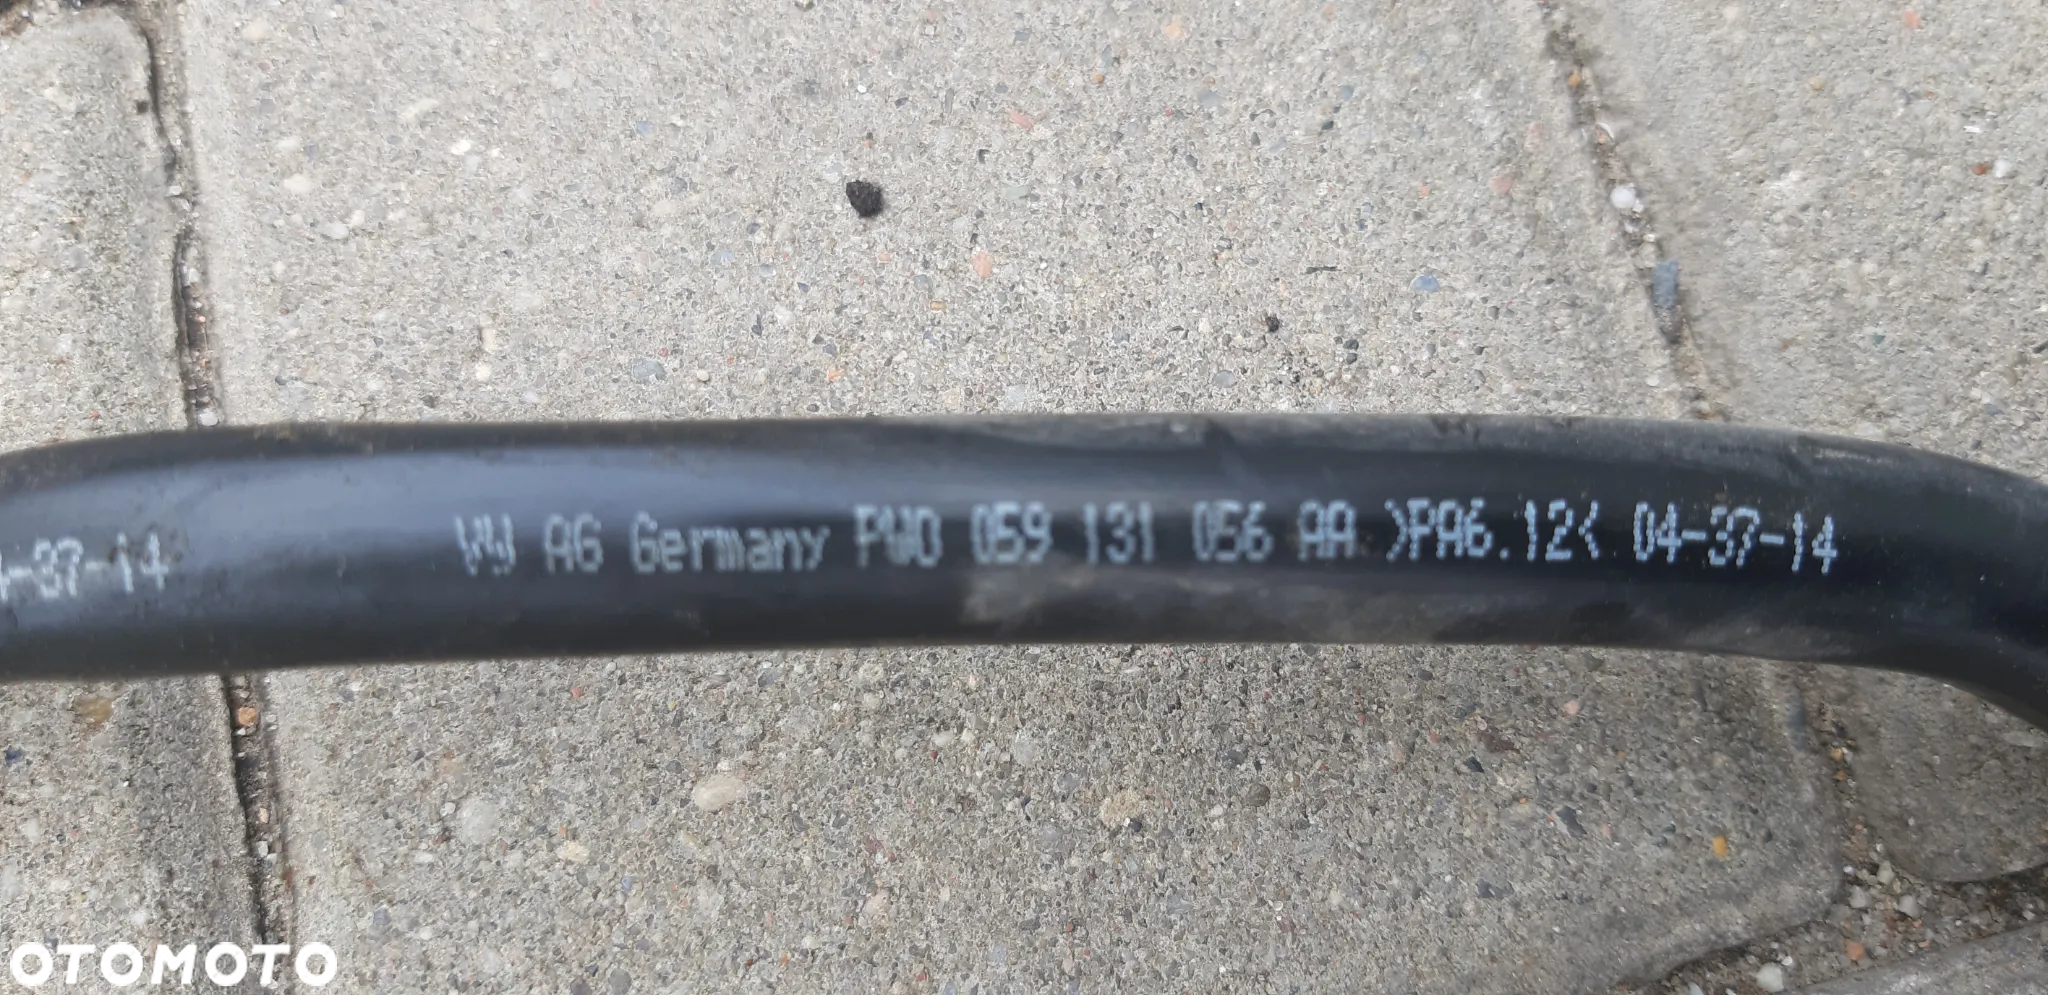 4-37-14 VW AG Germany PWO 059 131 056 AA >PA6.12< 04-37-14
OTOMOTO